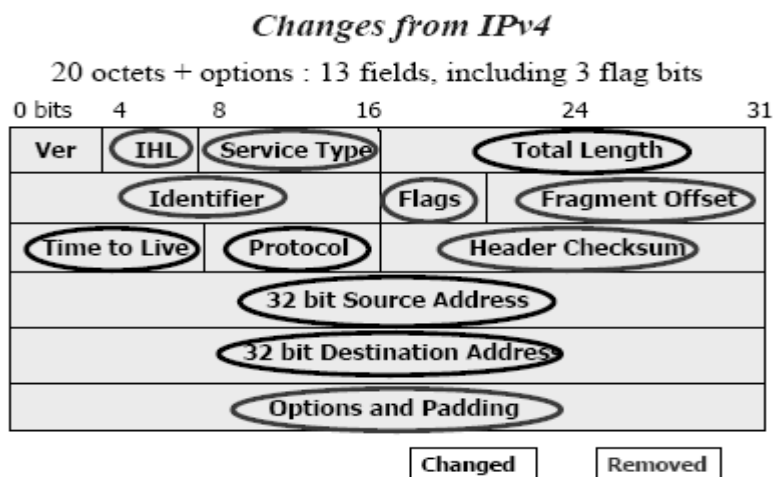 Changes from IPv4
20 octets + options : 13 fields, including 3 flag bits
0 bits 4 8 16 24 31
Ver IHL Service Type Total Length
Identifier Flags Fragment Offset
Time to Live Protocol Header Checksum
32 bit Source Address
32 bit Destination Address
Options and Padding
Changed Removed